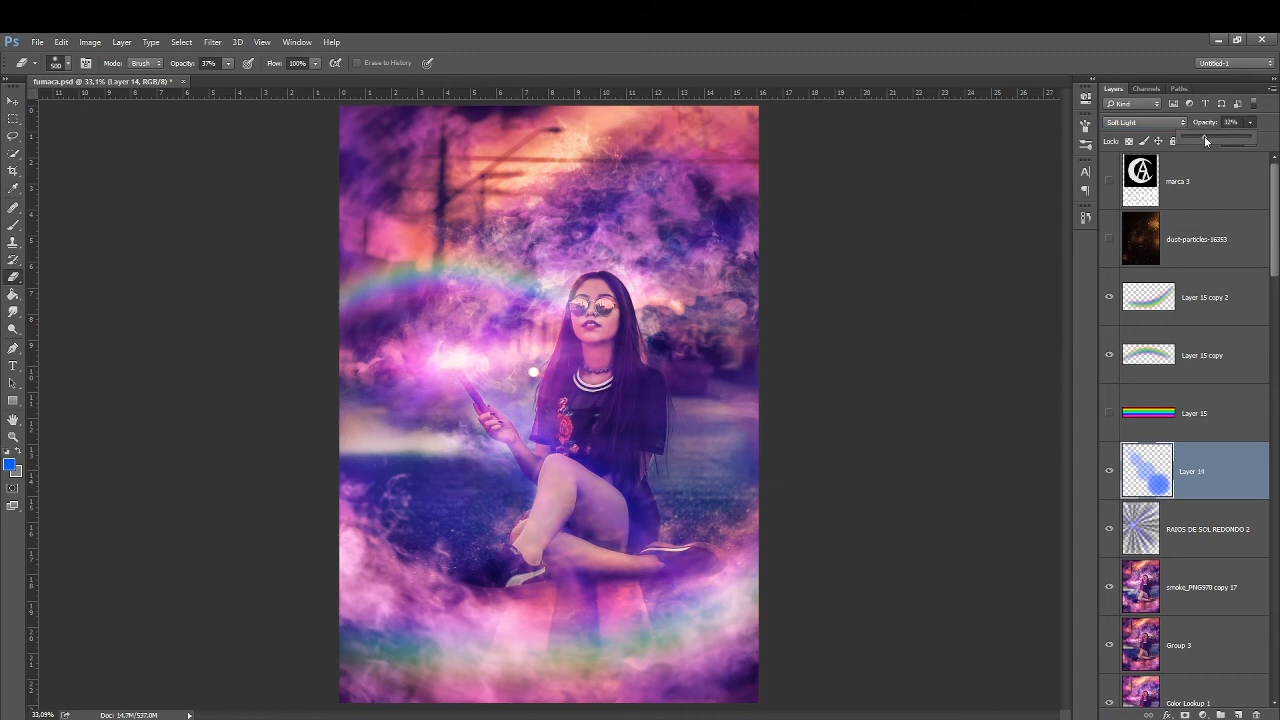 Ps File Edit Image Layer Type Select Filter 3D View Window Help
500 Mode: Brush Opacity: 37% Flow: 100% Erase to History Untitled-1
fumaca.psd @ 33,1% (Layer 14, RGB/8) * ×
Layers Channels Paths
Kind
Soft Light Opacity: 32%
Lock:
marca 3
dust-particles-16353
Layer 15 copy 2
Layer 15 copy
Layer 15
Layer 14
RAIOS DE SOL REDONDO 2
smoke_PNG970 copy 17
Group 3
Color Lookup 1
33,09% Doc: 14,7M/537,0M